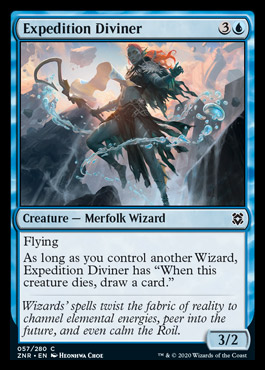 Expedition Diviner 3
Creature — Merfolk Wizard
Flying
As long as you control another Wizard,
Expedition Diviner has “When this
creature dies, draw a card.”
Wizards’ spells twist the fabric of reality to
channel elemental energies, peer into the
future, and even calm the Roil.
3/2
057/280 C
ZNR • EN Heonhwa Choe
™ & © 2020 Wizards of the Coast